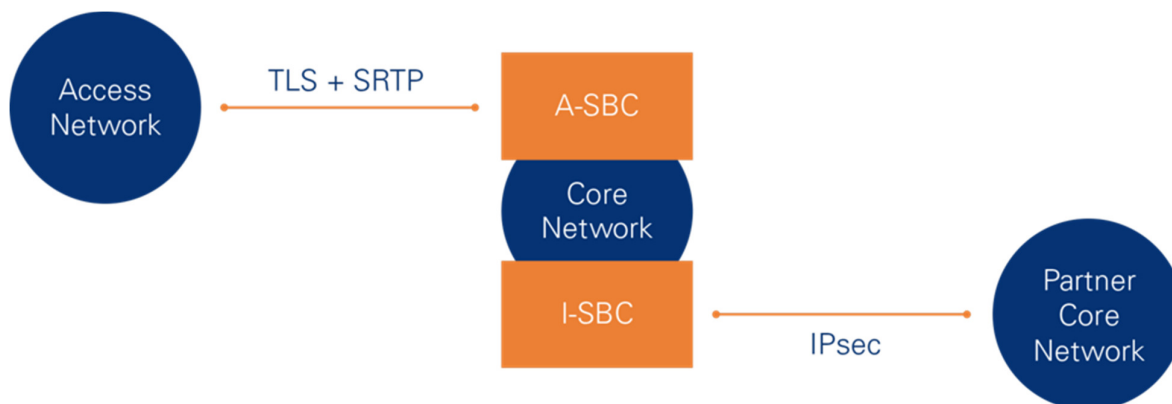 Access
Network
TLS + SRTP
A-SBC
Core
Network
I-SBC
IPsec
Partner
Core
Network